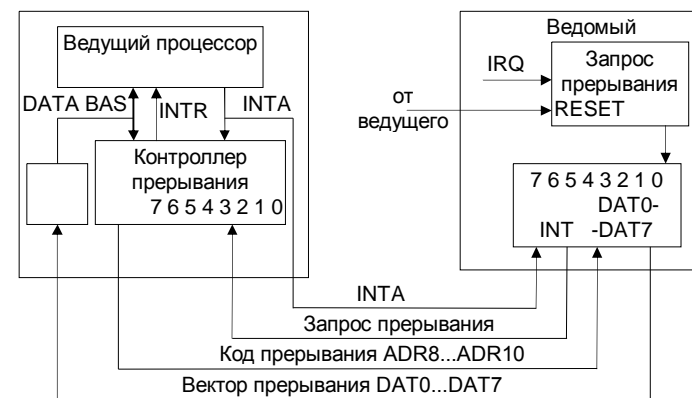 Ведущий процессор
DATA BAS
INTR
INTA
Контроллер
прерывания
7 6 5 4 3 2 1 0
Ведомый
IRQ
Запрос
прерывания
RESET
от
ведущего
7 6 5 4 3 2 1 0
DAT0-
INT -DAT7
INTA
Запрос прерывания
Код прерывания ADR8...ADR10
Вектор прерывания DAT0...DAT7